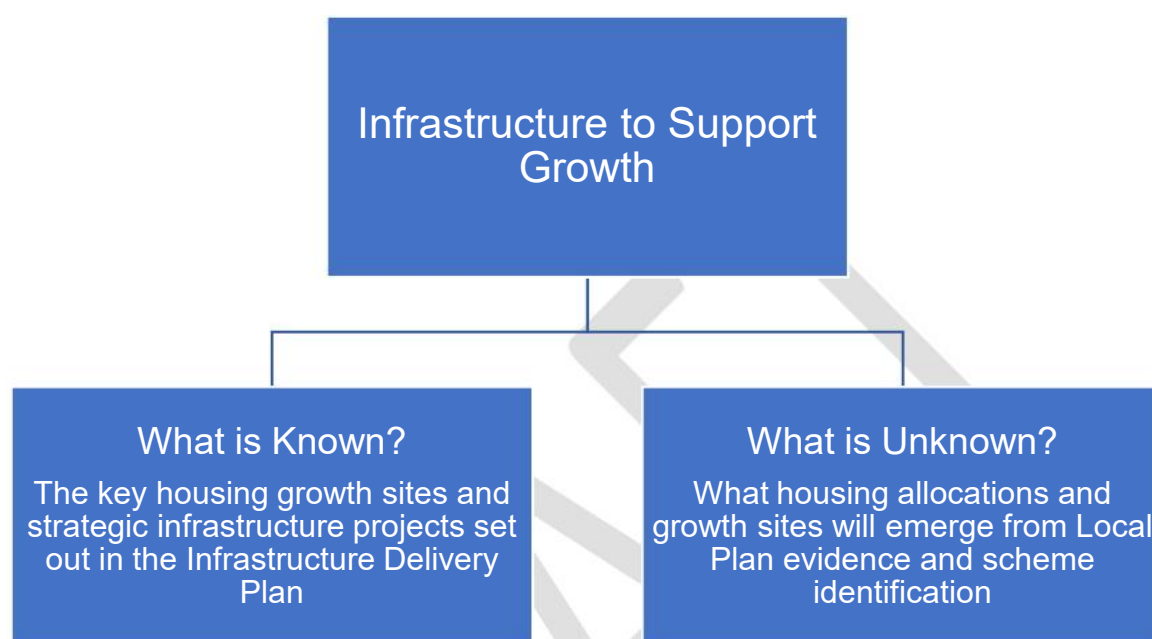 Infrastructure to Support
Growth
What is Known?
The key housing growth sites and
strategic infrastructure projects set
out in the Infrastructure Delivery
Plan
What is Unknown?
What housing allocations and
growth sites will emerge from Local
Plan evidence and scheme
identification